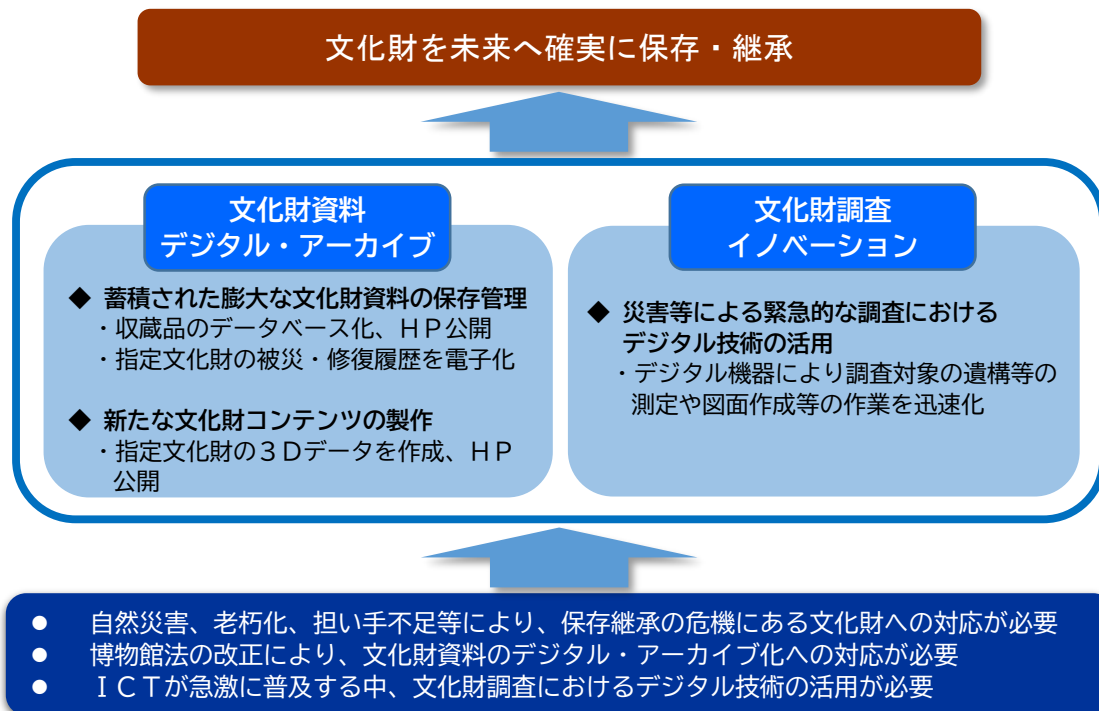 文化財を未来へ確実に保存・継承
文化財資料
デジタル・アーカイブ
◆ 蓄積された膨大な文化財資料の保存管理
・収蔵品のデータベース化、ＨＰ公開
・指定文化財の被災・修復履歴を電子化
◆ 新たな文化財コンテンツの製作
・指定文化財の３Ｄデータを作成、ＨＰ
公開
文化財調査
イノベーション
◆ 災害等による緊急的な調査における
デジタル技術の活用
・デジタル機器により調査対象の遺構等の
測定や図面作成等の作業を迅速化
● 自然災害、老朽化、担い手不足等により、保存継承の危機にある文化財への対応が必要
● 博物館法の改正により、文化財資料のデジタル・アーカイブ化への対応が必要
● ＩＣＴが急激に普及する中、文化財調査におけるデジタル技術の活用が必要